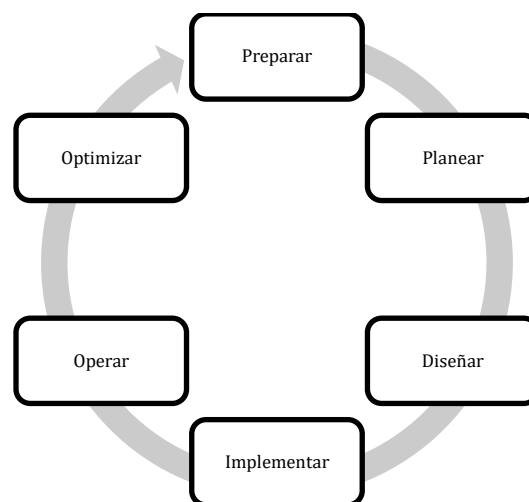 Preparar
Planear
Diseñar
Implementar
Operar
Optimizar